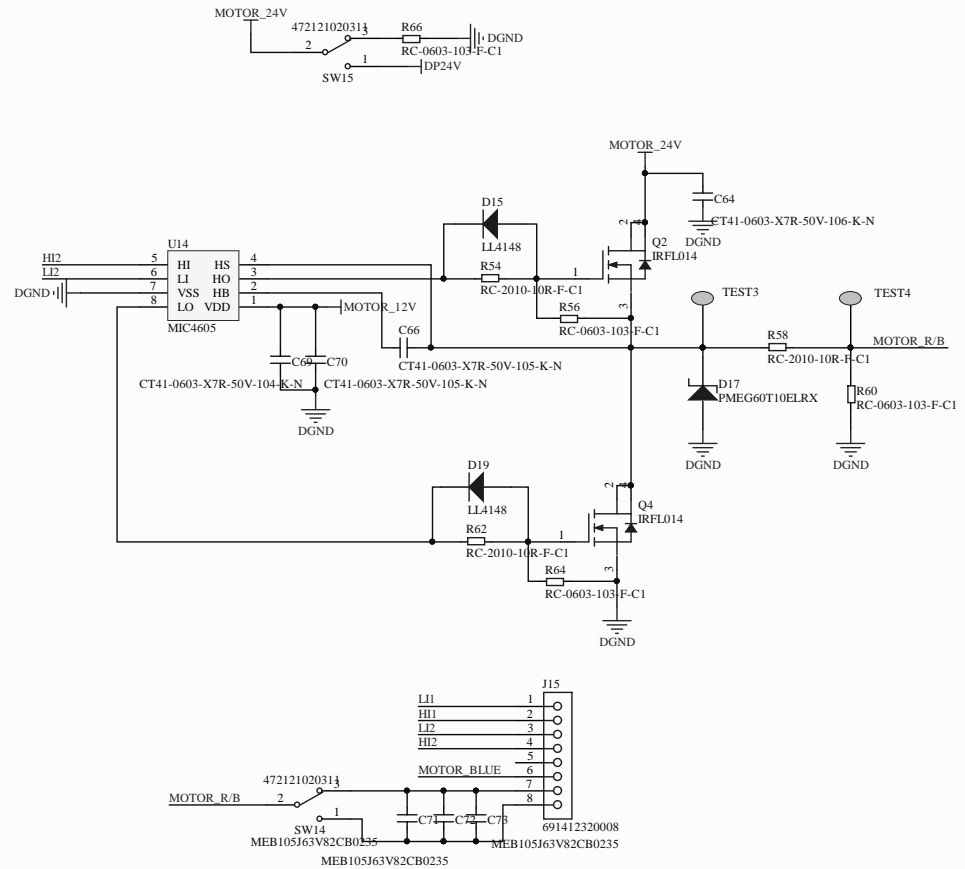 MOTOR_24V
472121020311
3
R66
DGND
2
RC-0603-103-F-C1
1
DP24V
SW15
MOTOR_24V
C64
CT41-0603-X7R-50V-106-K-N
DGND
D15
LL4148
2
4
Q2
IRFL014
U14
HI2
5
HI
HS
4
LI2
6
LI
HO
3
R54
1
DGND
7
VSS
HB
2
RC-2010-10R-F-C1
8
LO
VDD
1
MOTOR_12V
R56
3
TEST3
TEST4
MIC4605
C66
RC-0603-103-F-C1
R58
MOTOR_R/B
C69
C70
CT41-0603-X7R-50V-105-K-N
RC-2010-10R-F-C1
CT41-0603-X7R-50V-104-K-N
CT41-0603-X7R-50V-105-K-N
D17
PMEG60T10ELRX
R60
RC-0603-103-F-C1
DGND
DGND
DGND
D19
LL4148
2
4
Q4
IRFL014
R62
1
RC-2010-10R-F-C1
R64
3
RC-0603-103-F-C1
DGND
J15
LI1
1
HI1
2
LI2
3
HI2
4
5
MOTOR_BLUE
6
472121020311
3
7
MOTOR_R/B
2
8
1
C71
C72
C73
SW14
691412320008
MEB105J63V82CB0235
MEB105J63V82CB0235
MEB105J63V82CB0235